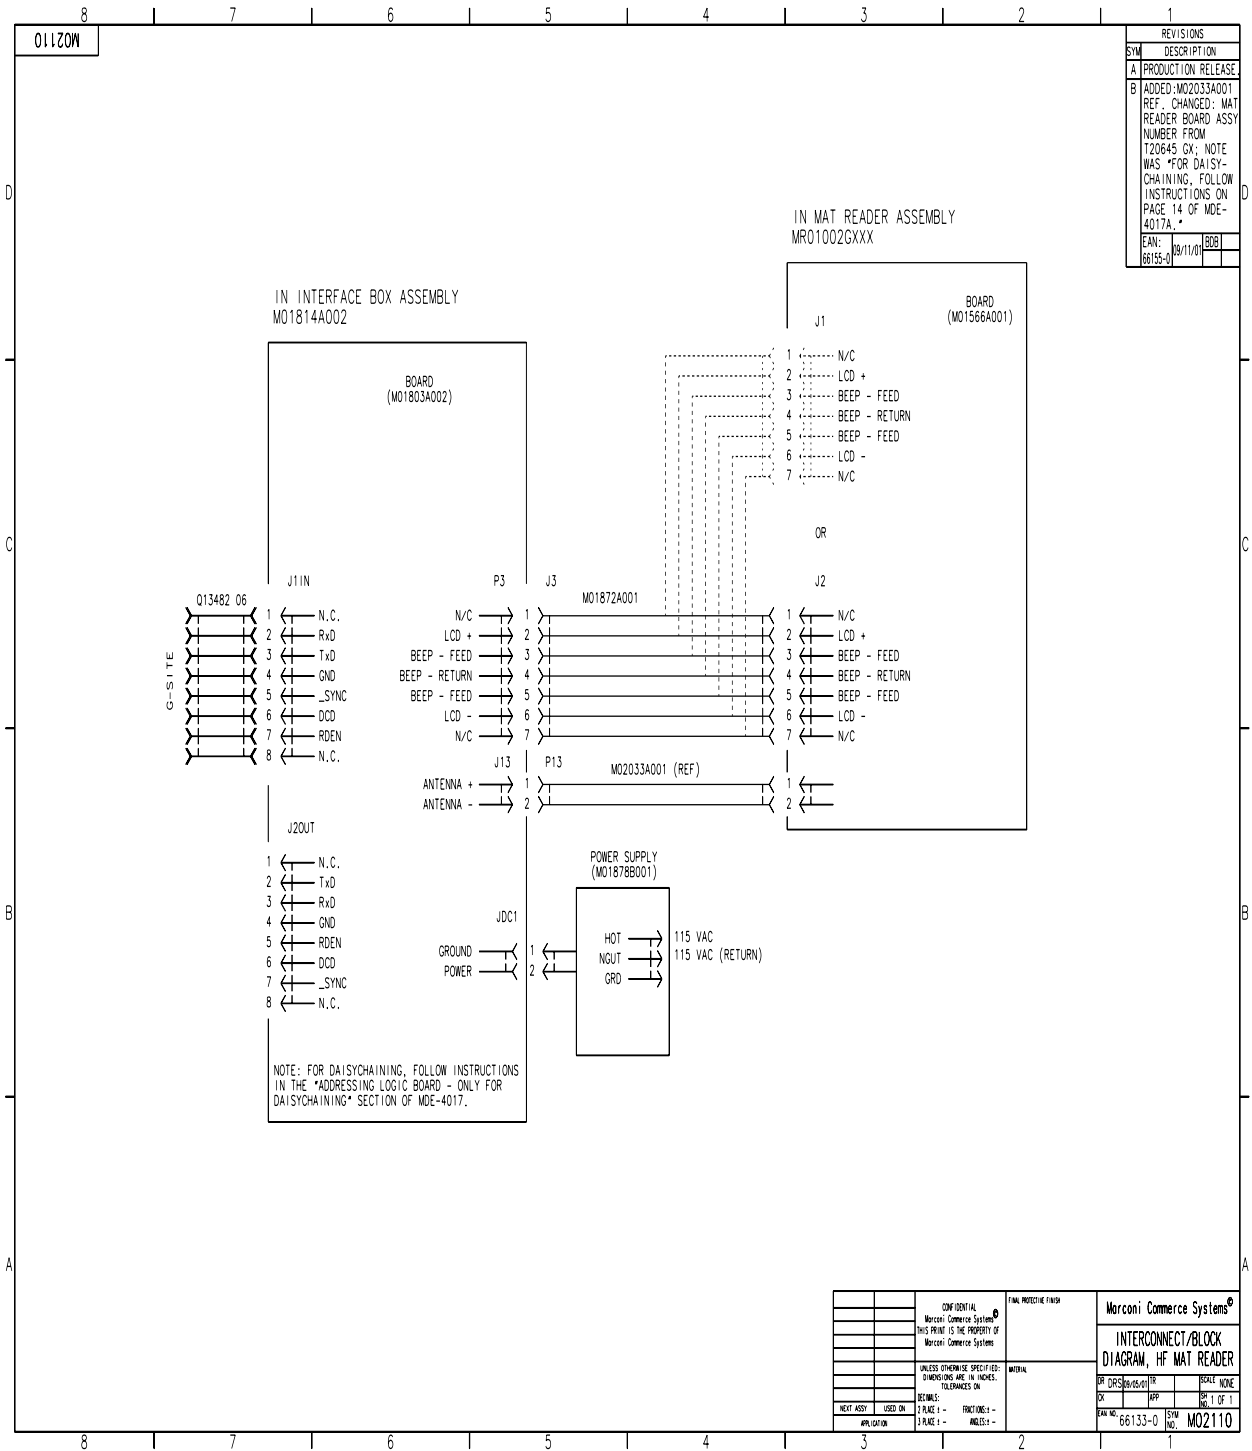 8 7 6 5 4 3 2 1
M02110
REVISIONS
SYM DESCRIPTION
A PRODUCTION RELEASE.
B ADDED:M02033A001
REF. CHANGED: MAT
READER BOARD ASSY
NUMBER FROM
T20645 GX; NOTE
WAS "FOR DAISY-
CHAINING, FOLLOW
INSTRUCTIONS ON
PAGE 14 OF MDE-
4017A."
EAN:
66155-0 09/11/01 BDB
D D
IN MAT READER ASSEMBLY
MR01002GXXX
BOARD
(M01566A001)
J1
1 N/C
2 LCD +
3 BEEP - FEED
4 BEEP - RETURN
5 BEEP - FEED
6 LCD -
7 N/C
OR
J2
1 N/C
2 LCD +
3 BEEP - FEED
4 BEEP - RETURN
5 BEEP - FEED
6 LCD -
7 N/C
1
2
IN INTERFACE BOX ASSEMBLY
M01814A002
BOARD
(M01803A002)
C C
J1IN
Q13482 06
G-SITE
1 N.C.
2 RxD
3 TxD
4 GND
5 _SYNC
6 DCD
7 RDEN
8 N.C.
P3 J3
M01872A001
N/C 1
LCD + 2
BEEP - FEED 3
BEEP - RETURN 4
BEEP - FEED 5
LCD - 6
N/C 7
J13 P13
M02033A001 (REF)
ANTENNA + 1
ANTENNA - 2
J2OUT
1 N.C.
2 TxD
3 RxD
4 GND
5 RDEN
6 DCD
7 _SYNC
8 N.C.
B B
JDC1
GROUND 1
POWER 2
POWER SUPPLY
(M01878B001)
HOT 115 VAC
NGUT 115 VAC (RETURN)
GRD
NOTE: FOR DAISYCHAINING, FOLLOW INSTRUCTIONS
IN THE "ADDRESSING LOGIC BOARD - ONLY FOR
DAISYCHAINING" SECTION OF MDE-4017.
A A
NEXT ASSY USED ON
APPLICATION
CONFIDENTIAL
Marconi Commerce Systems©
THIS PRINT IS THE PROPERTY OF
Marconi Commerce Systems
UNLESS OTHERWISE SPECIFIED:
DIMENSIONS ARE IN INCHES.
TOLERANCES ON
DECIMALS:
2 PLACE ± - FRACTIONS:± -
3 PLACE ± - ANGLES:± -
FINAL PROTECTIVE FINISH
MATERIAL
Marconi Commerce Systems©
INTERCONNECT/BLOCK
DIAGRAM, HF MAT READER
DR DRS 09/05/01 TR SCALE NONE
CK APP SH NO. 1 OF 1
EAN NO. 66133-0 SYM NO. M02110
8 7 6 5 4 3 2 1